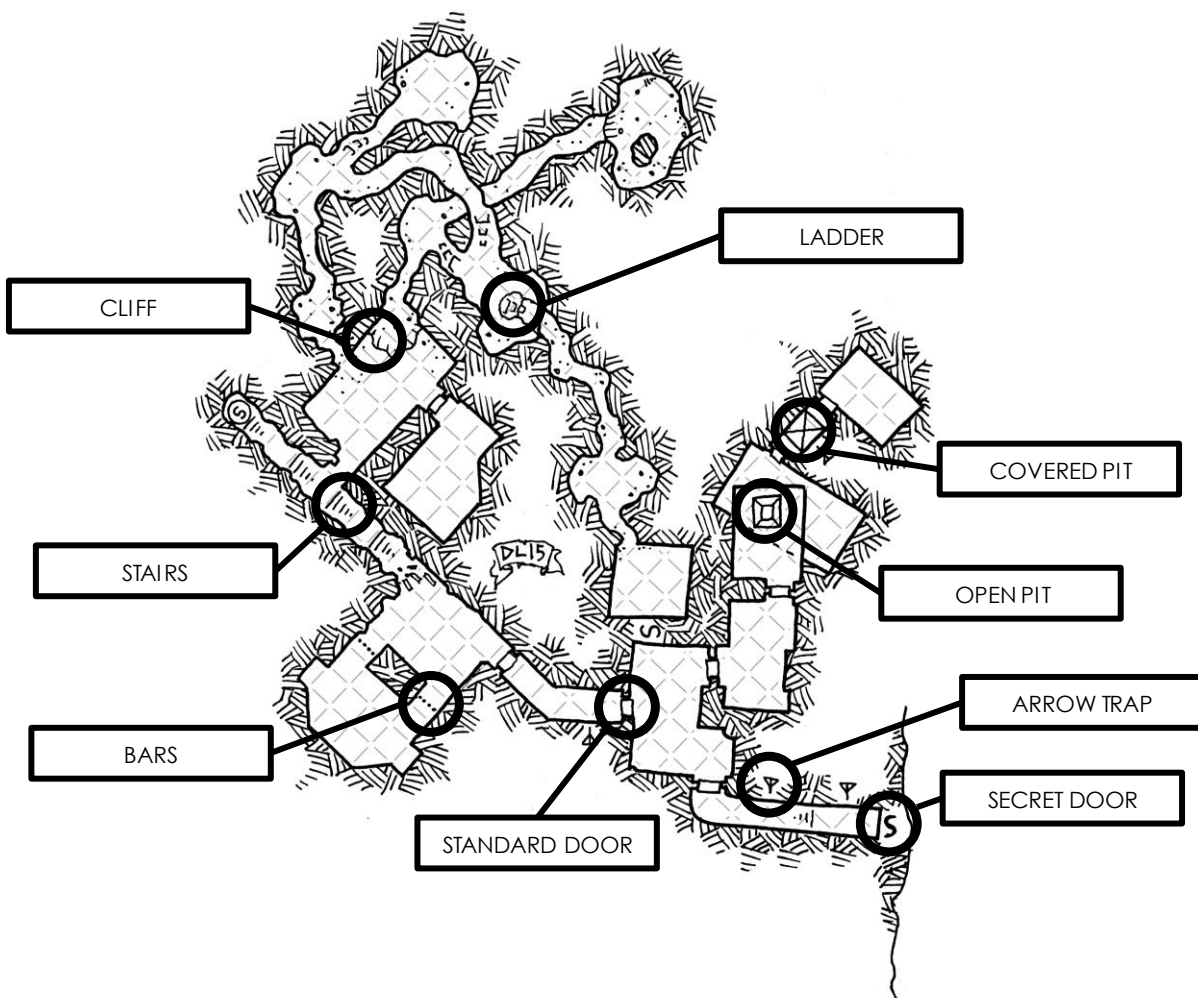 LADDER
CLIFF
S
COVERED PIT
STAIRS
DL15
OPEN PIT
S
BARS
ARROW TRAP
SECRET DOOR
S
STANDARD DOOR